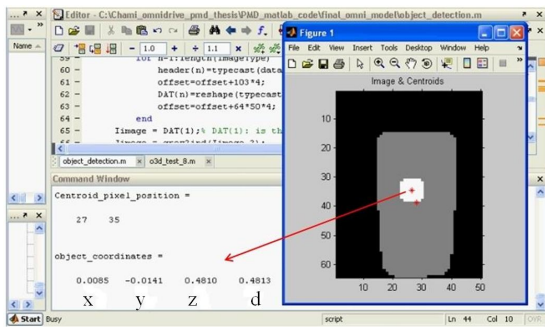 Editor - C:\Chami_omnidrive_pmd_thesis\PMD_matlab_code\final_omni_model\object_detection.m
Name
1.0
1.1
59
60 - header(n)=typecast(data
61 - offset=offset+103*4;
62 - DAT(n)=reshape(typecast
63 - offset=offset+64*50*4;
64 - end
65 - Iimage = DAT(1);% DAT(1): is th
66 -
object_detection.m
o3d_test_8.m
Command Window
Centroid_pixel_position =
27 35
object_coordinates =
0.0085 -0.0141 0.4810 0.4813
x y z d
Figure 1
File Edit View Insert Tools Desktop Window Help
Image & Centroids
10
20
30
40
50
60
10 20 30 40 50
Start Busy
script
Ln 44 Col 10 OVR